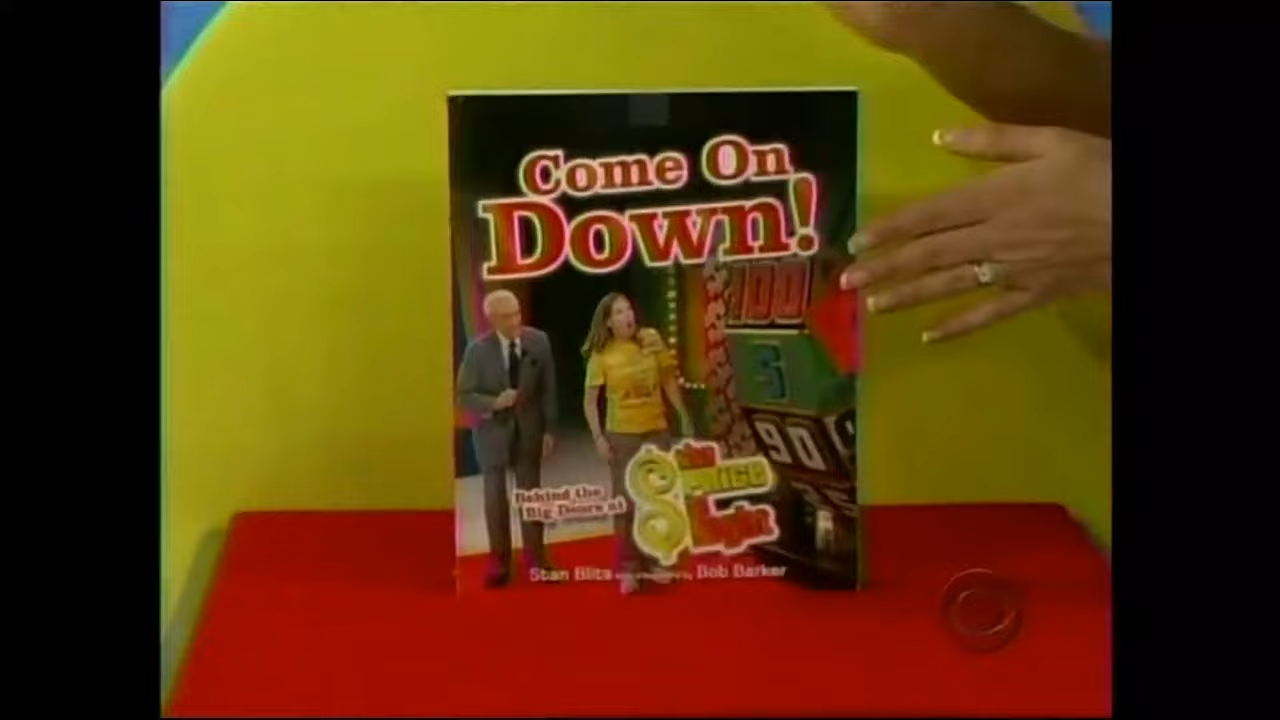 Come On
Down!
100
5
90
Behind the
Big Doors at
the
Price
is Right
Stan Blits Bob Barker